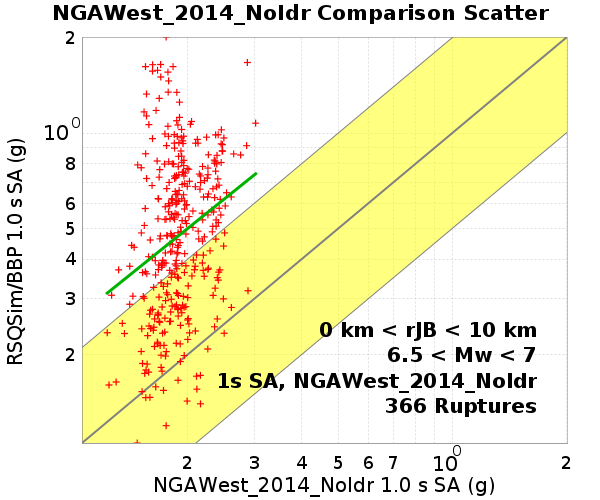 NGAWest_2014_NoIdr Comparison Scatter
2
10^0
8
6
5
4
3
2
RSQSim/BBP 1.0 s SA (g)
0 km < rJB < 10 km
6.5 < Mw < 7
1s SA, NGAWest_2014_NoIdr
366 Ruptures
2 3 4 5 6 7 10^0 2
NGAWest_2014_NoIdr 1.0 s SA (g)